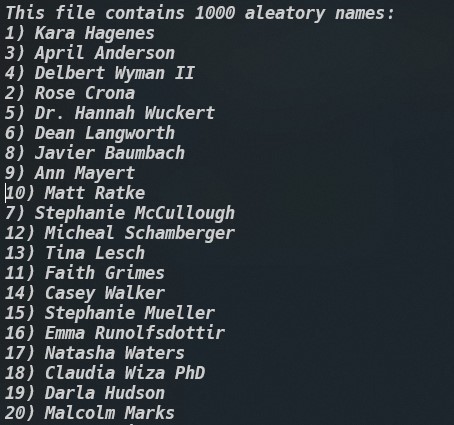 This file contains 1000 aleatory names:
1) Kara Hagenes
3) April Anderson
4) Delbert Wyman II
2) Rose Crona
5) Dr. Hannah Wuckert
6) Dean Langworth
8) Javier Baumbach
9) Ann Mayert
10) Matt Ratke
7) Stephanie McCullough
12) Micheal Schamberger
13) Tina Lesch
11) Faith Grimes
14) Casey Walker
15) Stephanie Mueller
16) Emma Runolfsdottir
17) Natasha Waters
18) Claudia Wiza PhD
19) Darla Hudson
20) Malcolm Marks